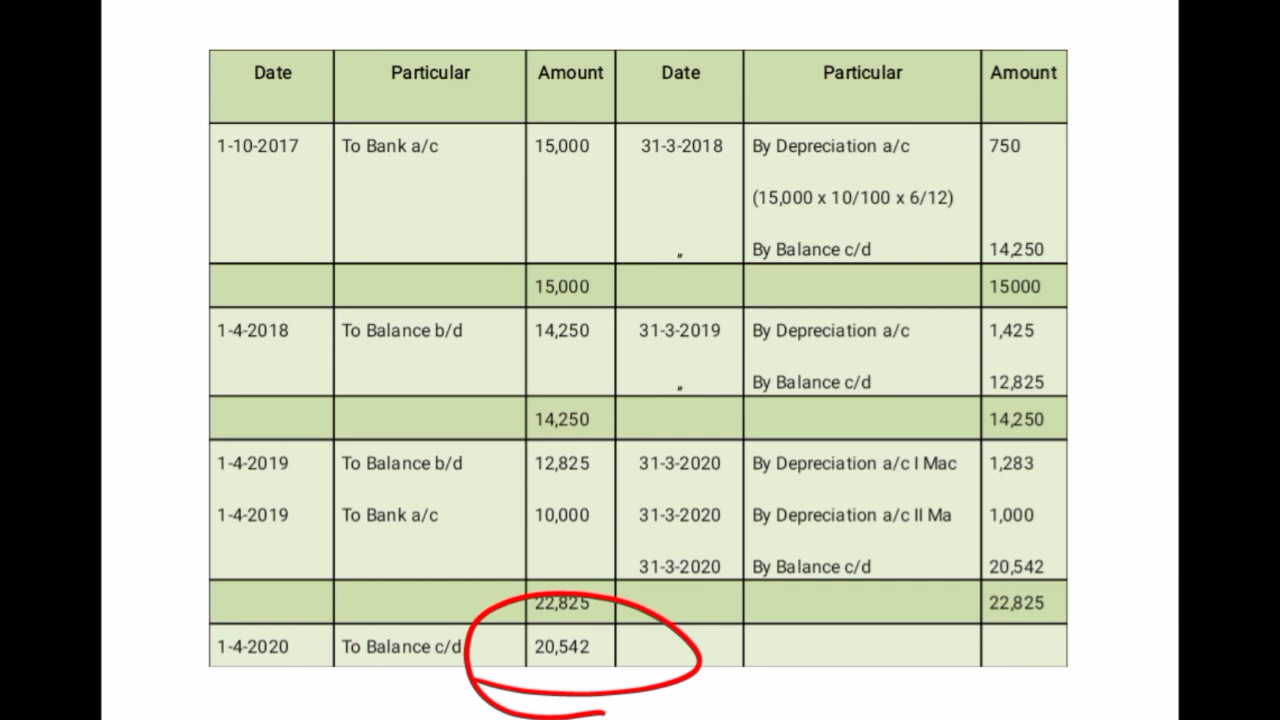 Date Particular Amount Date Particular Amount
1-10-2017 To Bank a/c 15,000 31-3-2018 By Depreciation a/c 750
(15,000 x 10/100 x 6/12)
„ By Balance c/d 14,250
15,000 15000
1-4-2018 To Balance b/d 14,250 31-3-2019 By Depreciation a/c 1,425
„ By Balance c/d 12,825
14,250 14,250
1-4-2019 To Balance b/d 12,825 31-3-2020 By Depreciation a/c I Mac 1,283
1-4-2019 To Bank a/c 10,000 31-3-2020 By Depreciation a/c II Ma 1,000
31-3-2020 By Balance c/d 20,542
22,825 22,825
1-4-2020 To Balance c/d 20,542